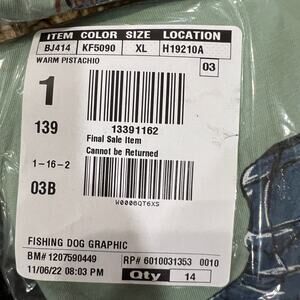 ITEM COLOR SIZE LOCATION
BJ414 KF5090 XL H19210A
WARM PISTACHIO
03
1
139
13391162
Final Sale Item
Cannot be Returned
1-16-2
03B
W0006QT6XS
FISHING DOG GRAPHIC
BM# 1207590449 RP# 6010031353 0010
11/06/22 08:03 PM Qty 14